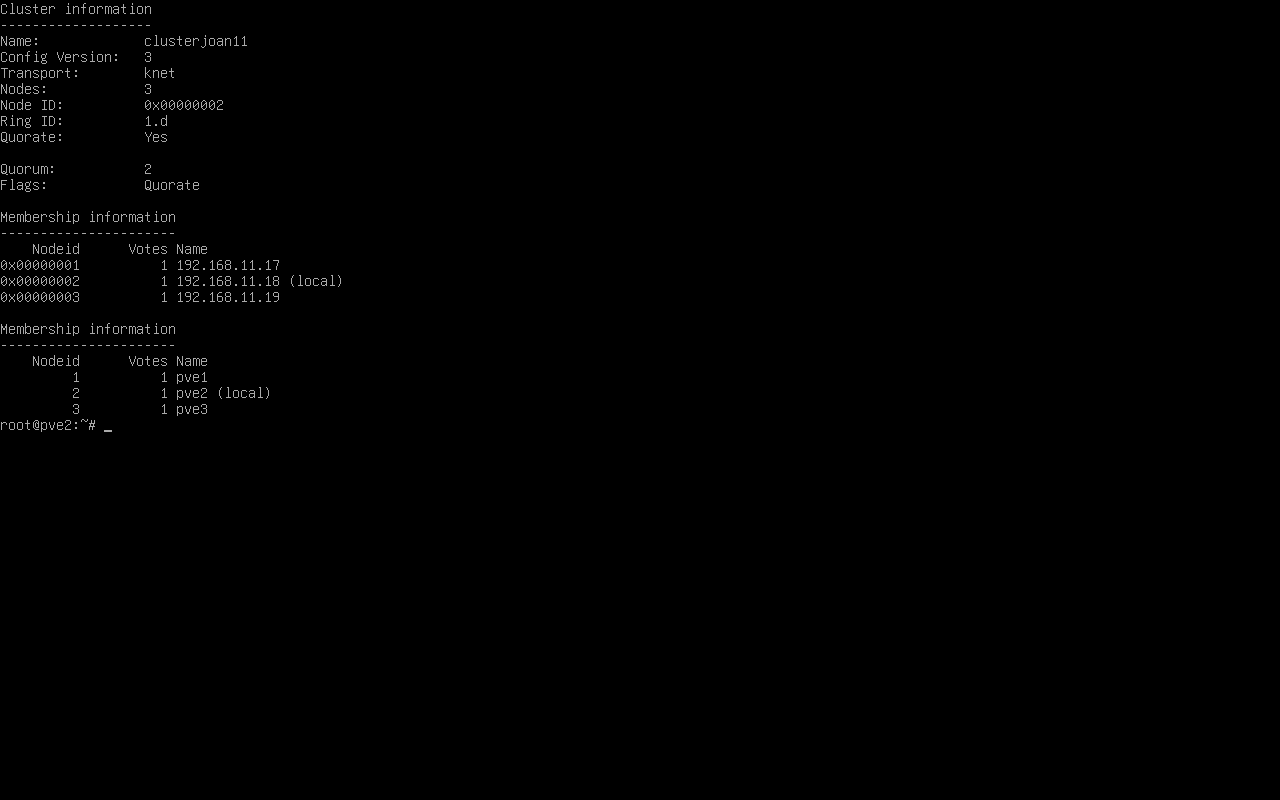 Cluster information
-------------------
Name:             clusterjoan11
Config Version:   3
Transport:        knet
Nodes:            3
Node ID:          0x00000002
Ring ID:          1.d
Quorate:          Yes

Quorum:           2
Flags:            Quorate

Membership information
----------------------
    Nodeid      Votes Name
0x00000001          1 192.168.11.17
0x00000002          1 192.168.11.18 (local)
0x00000003          1 192.168.11.19

Membership information
----------------------
    Nodeid      Votes Name
         1          1 pve1
         2          1 pve2 (local)
         3          1 pve3
root@pve2:~# _